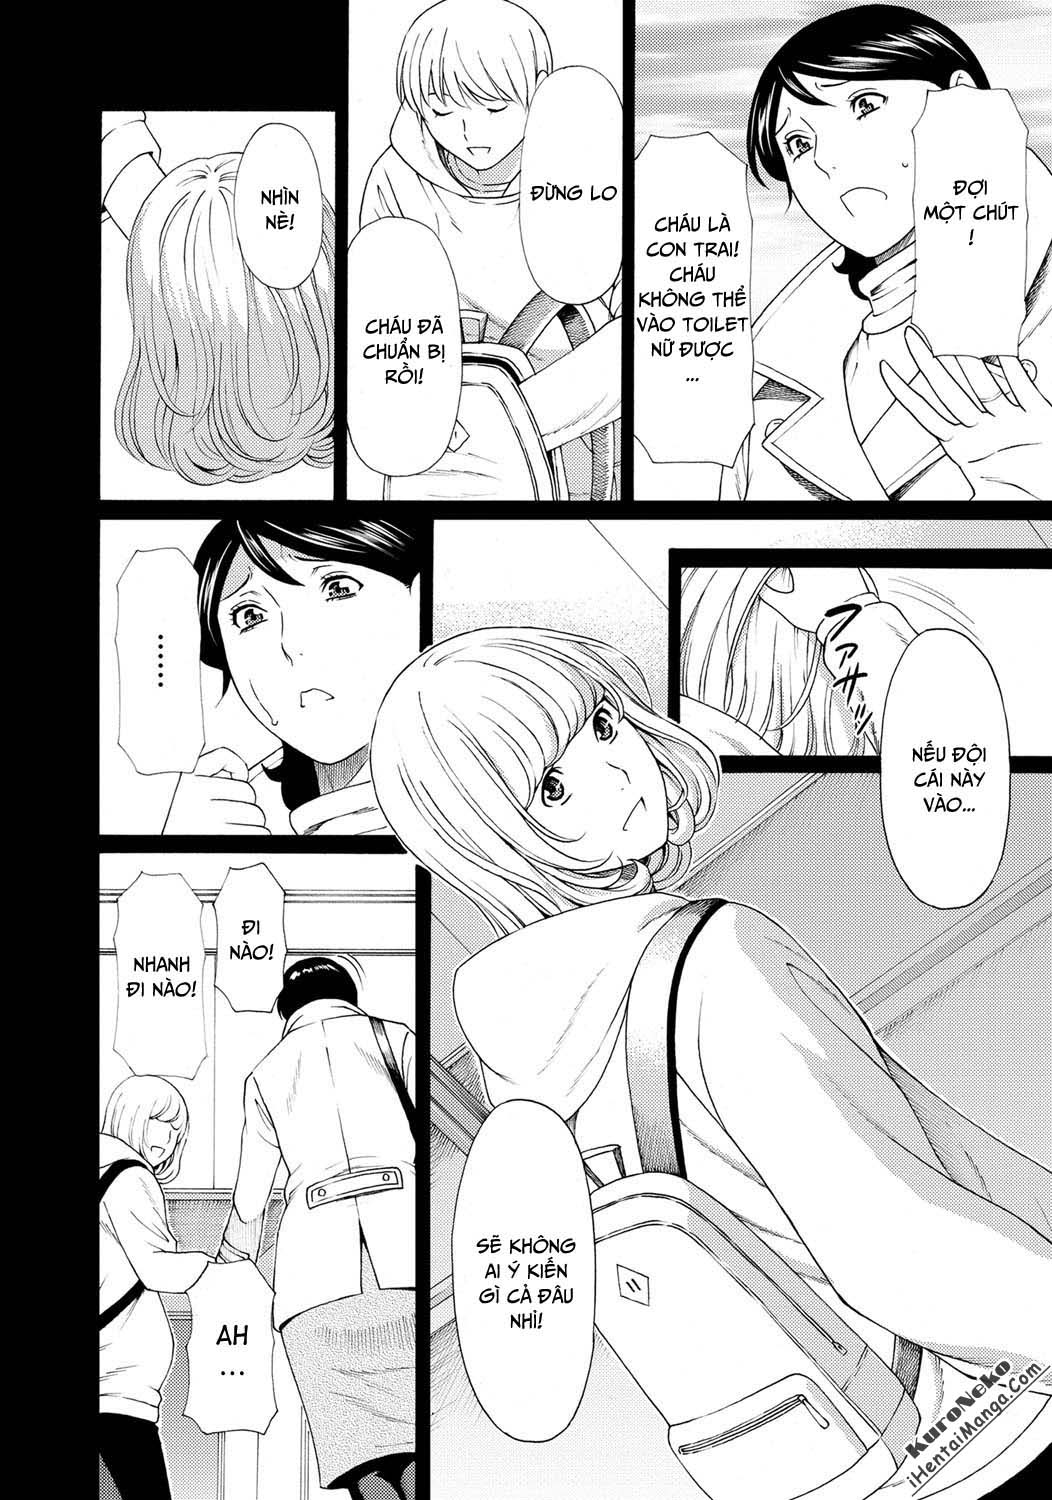 ĐỢI
MỘT CHÚT
!
CHÁU LÀ
CON TRAI!
CHÁU
KHÔNG THỂ
VÀO TOILET
NỮ ĐƯỢC
...
ĐỪNG LO
CHÁU ĐÃ
CHUẨN BỊ
RỒI!
NHÌN
NÈ!
ファサッ
NẾU ĐỘI
CÁI NÀY
VÀO...
SẼ KHÔNG
AI Ý KIẾN
GÌ CẢ ĐÂU
NHỈ!
......
ĐI
NÀO!
NHANH
ĐI NÀO!
AH
...
KuroNeko
iHentaiManga.Com